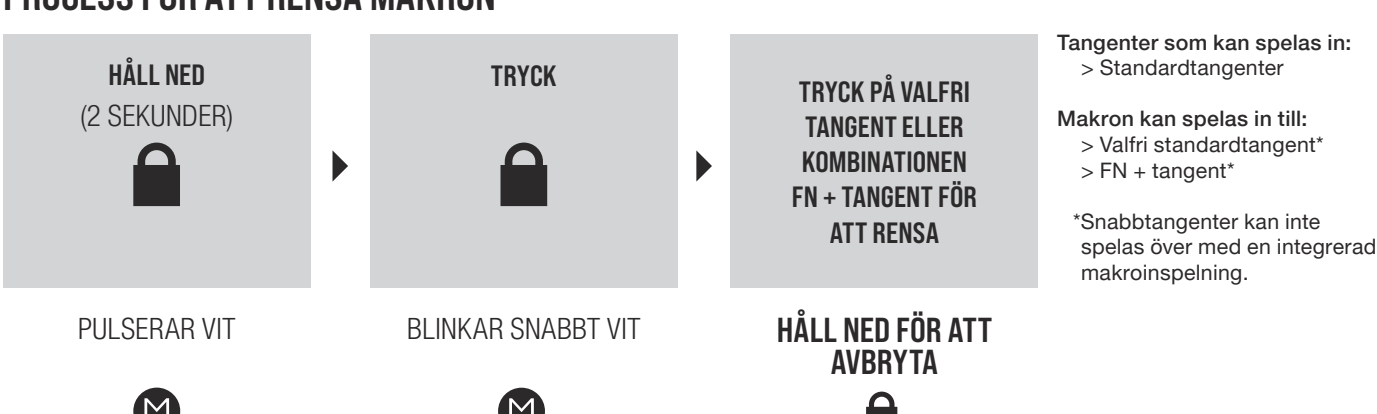 PROCESS FÖR ATT RENSA MAKRON
HÅLL NED
(2 SEKUNDER)
TRYCK
TRYCK PÅ VALFRI
TANGENT ELLER
KOMBINATIONEN
FN + TANGENT FÖR
ATT RENSA
Tangenter som kan spelas in:
> Standardtangenter
Makron kan spelas in till:
> Valfri standardtangent*
> FN + tangent*
*Snabbtangenter kan inte
spelas över med en integrerad
makroinspelning.
PULSERAR VIT
BLINKAR SNABBT VIT
HÅLL NED FÖR ATT
AVBRYTA
M
M